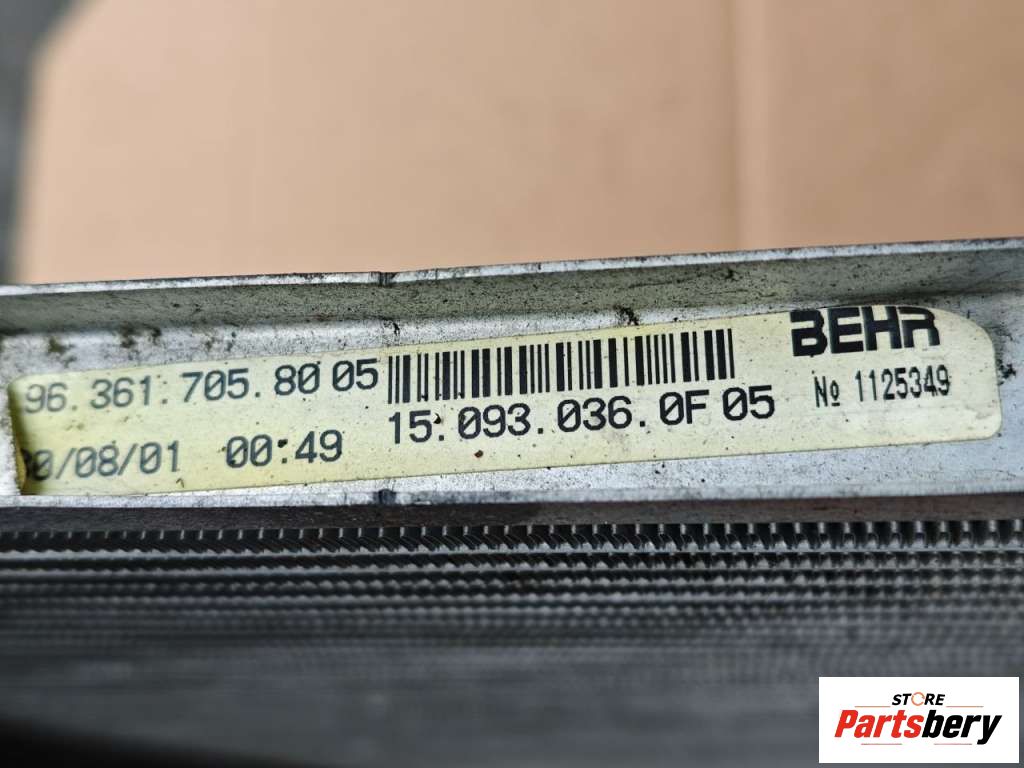 96.361.705.80 05
/08/01 00:49
15.093.036.0F 05
BEHR
No 1125349
STORE
Partsbery